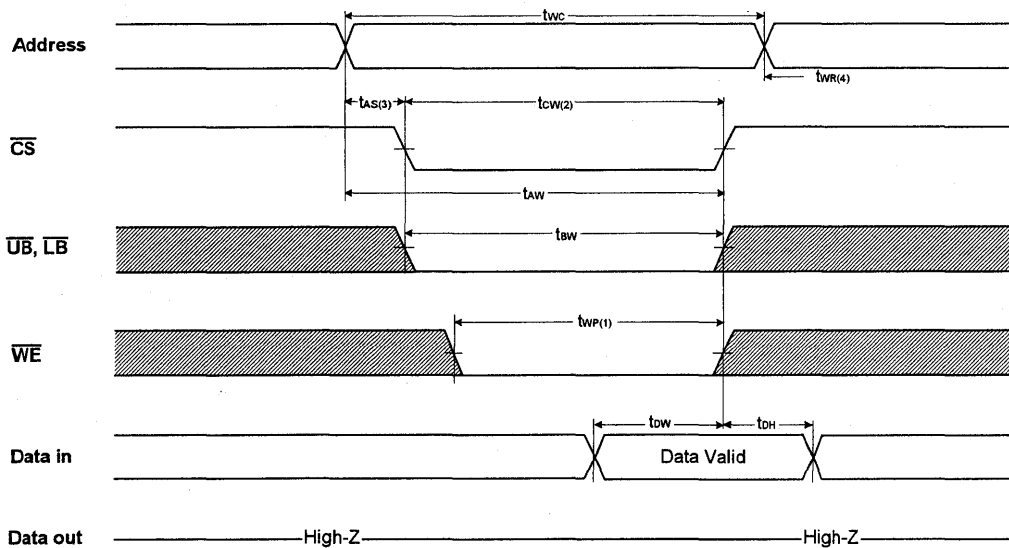 tWC
Address
tWR(4)
tAS(3)
tCW(2)
CS
tAW
UB, LB
tBW
WE
tWP(1)
tDW
tDH
Data in
Data Valid
Data out
High-Z
High-Z